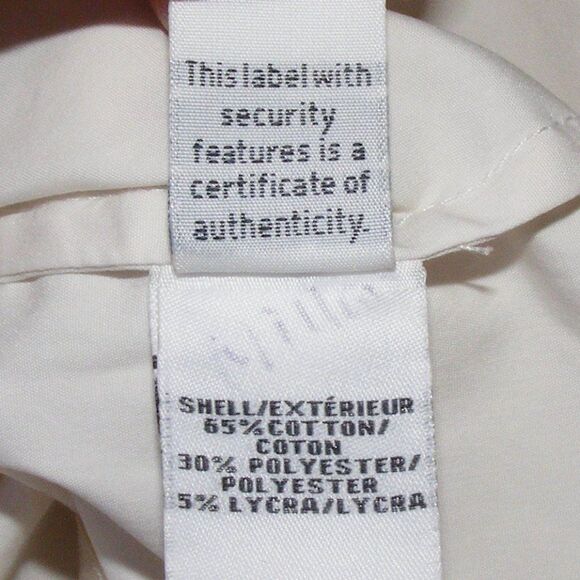 This label with
security
features is a
certificate of
authenticity.
SHELL/EXTÉRIEUR
65%COTTON/
COTON
30% POLYESTER/
POLYESTER
5% LYCRA/LYCRA